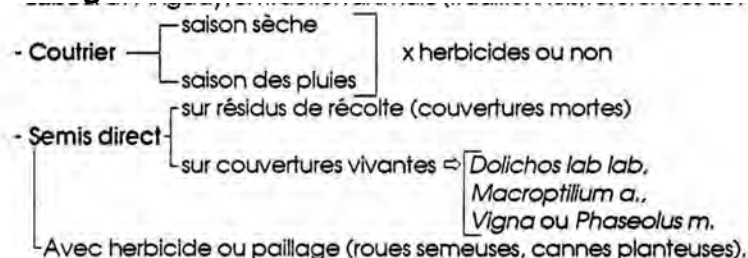 saison sèche
- Coutrier x herbicides ou non
saison des pluies
sur résidus de récolte (couvertures mortes)
- Semis direct
sur couvertures vivantes ⇨ Dolichos lab lab,
Macroptilium a.,
Vigna ou Phaseolus m.
Avec herbicide ou paillage (roues semeuses, cannes planteuses).